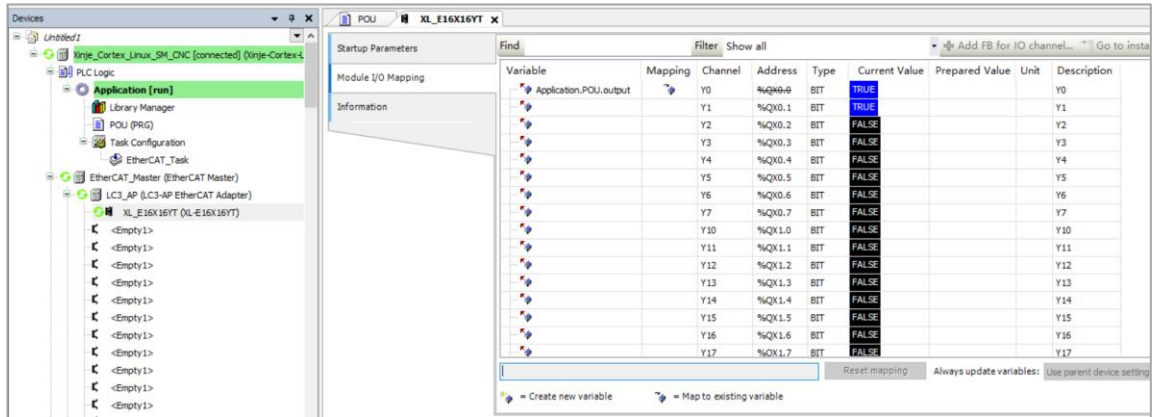 Devices
Untitled1
Xinje_Cortex_Linux_SM_CNC [connected] (Xinje-Cortex-L
PLC Logic
Application [run]
Library Manager
POU (PRG)
Task Configuration
EtherCAT_Task
EtherCAT_Master (EtherCAT Master)
LC3_AP (LC3-AP EtherCAT Adapter)
XL_E16X16YT (XL-E16X16YT)
<Empty1>
<Empty1>
<Empty1>
<Empty1>
<Empty1>
<Empty1>
<Empty1>
<Empty1>
<Empty1>
<Empty1>
<Empty1>
POU XL_E16X16YT
Startup Parameters
Module I/O Mapping
Information
Find Filter Show all Add FB for IO channel... Go to insta
Variable Mapping Channel Address Type Current Value Prepared Value Unit Description
Application.POU.output Y0 %QX0.0 BIT TRUE Y0
Y1 %QX0.1 BIT TRUE Y1
Y2 %QX0.2 BIT FALSE Y2
Y3 %QX0.3 BIT FALSE Y3
Y4 %QX0.4 BIT FALSE Y4
Y5 %QX0.5 BIT FALSE Y5
Y6 %QX0.6 BIT FALSE Y6
Y7 %QX0.7 BIT FALSE Y7
Y10 %QX1.0 BIT FALSE Y10
Y11 %QX1.1 BIT FALSE Y11
Y12 %QX1.2 BIT FALSE Y12
Y13 %QX1.3 BIT FALSE Y13
Y14 %QX1.4 BIT FALSE Y14
Y15 %QX1.5 BIT FALSE Y15
Y16 %QX1.6 BIT FALSE Y16
Y17 %QX1.7 BIT FALSE Y17
Reset mapping Always update variables: Use parent device setting
= Create new variable = Map to existing variable